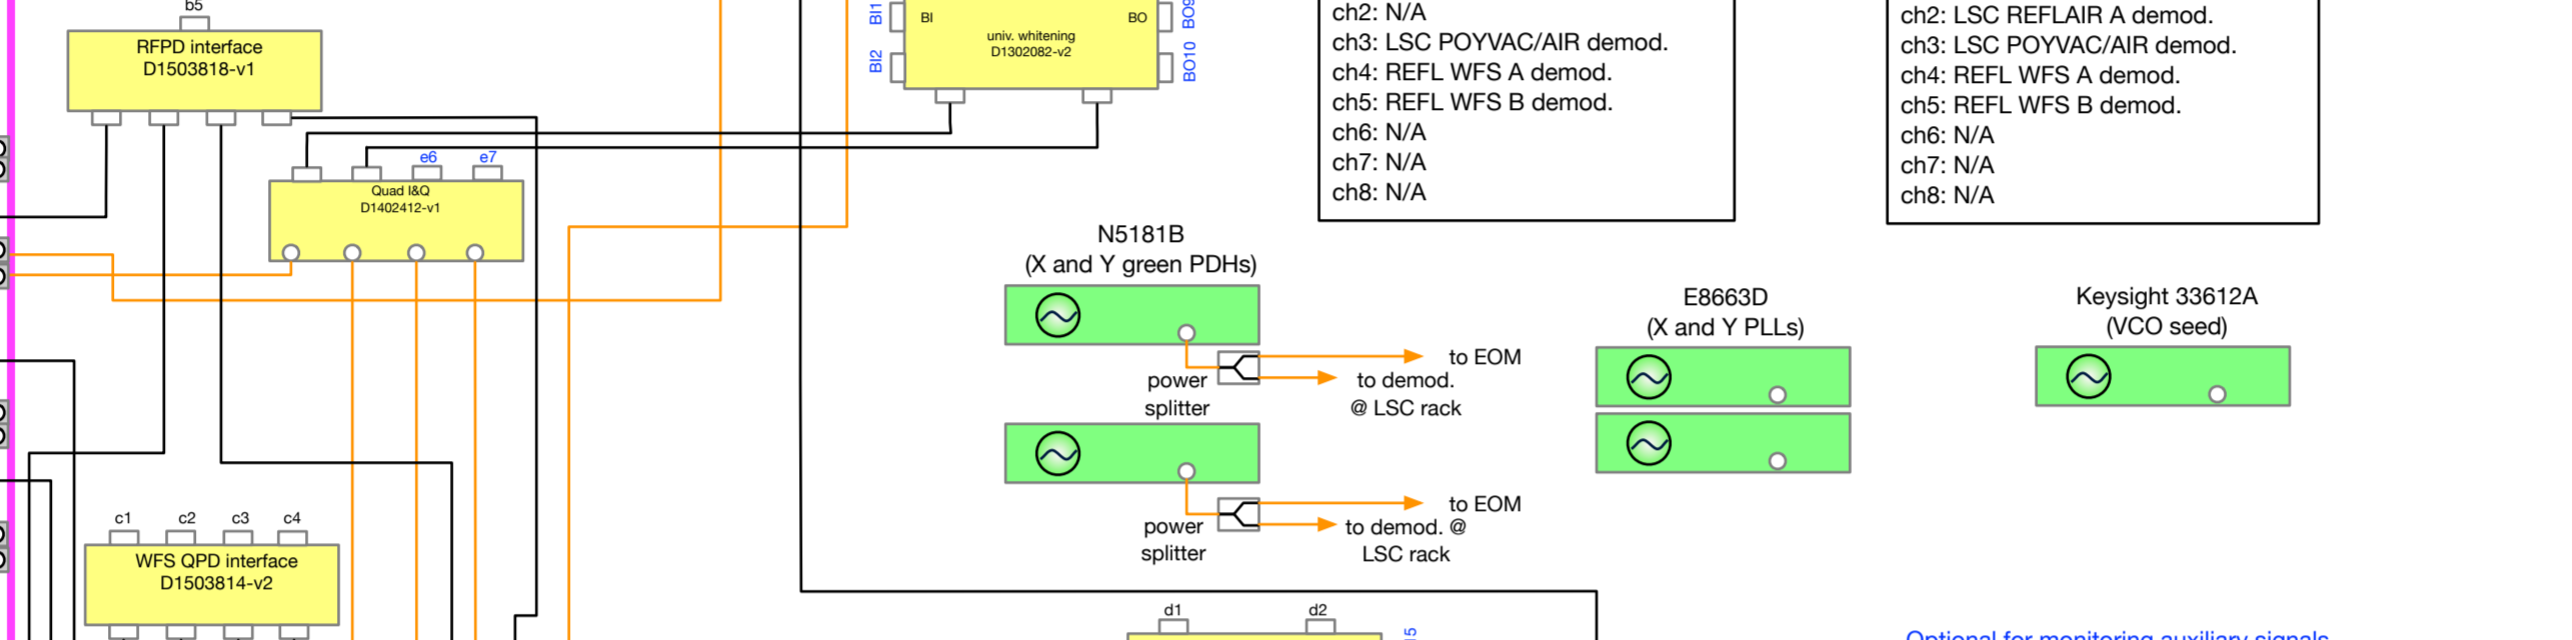 b5
RFPD interface
D1503818-v1
BI1
BI2
BI
BO
univ. whitening
D1302082-v2
BO9
BO10
ch2: N/A
ch3: LSC POYVAC/AIR demod.
ch4: REFL WFS A demod.
ch5: REFL WFS B demod.
ch6: N/A
ch7: N/A
ch8: N/A
ch2: LSC REFLAIR A demod.
ch3: LSC POYVAC/AIR demod.
ch4: REFL WFS A demod.
ch5: REFL WFS B demod.
ch6: N/A
ch7: N/A
ch8: N/A
e6
e7
Quad I&Q
D1402412-v1
N5181B
(X and Y green PDHs)
power
splitter
to EOM
to demod.
@ LSC rack
power
splitter
to EOM
to demod. @
LSC rack
E8663D
(X and Y PLLs)
Keysight 33612A
(VCO seed)
c1
c2
c3
c4
WFS QPD interface
D1503814-v2
d1
d2
Optional for monitoring auxiliary signals